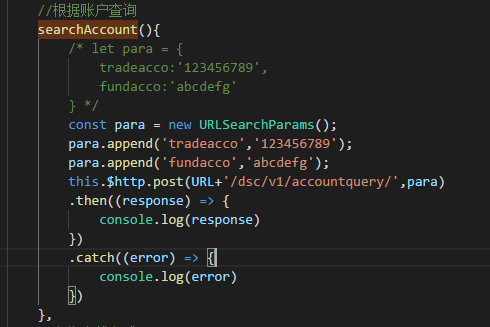 //根据账户查询
searchAccount(){
/* let para = {
tradeacco:'123456789',
fundacco:'abcdefg'
} */
const para = new URLSearchParams();
para.append('tradeacco','123456789');
para.append('fundacco','abcdefg');
this.$http.post(URL+'/dsc/v1/accountquery/',para)
.then((response) => {
console.log(response)
})
.catch((error) => {
console.log(error)
})
},